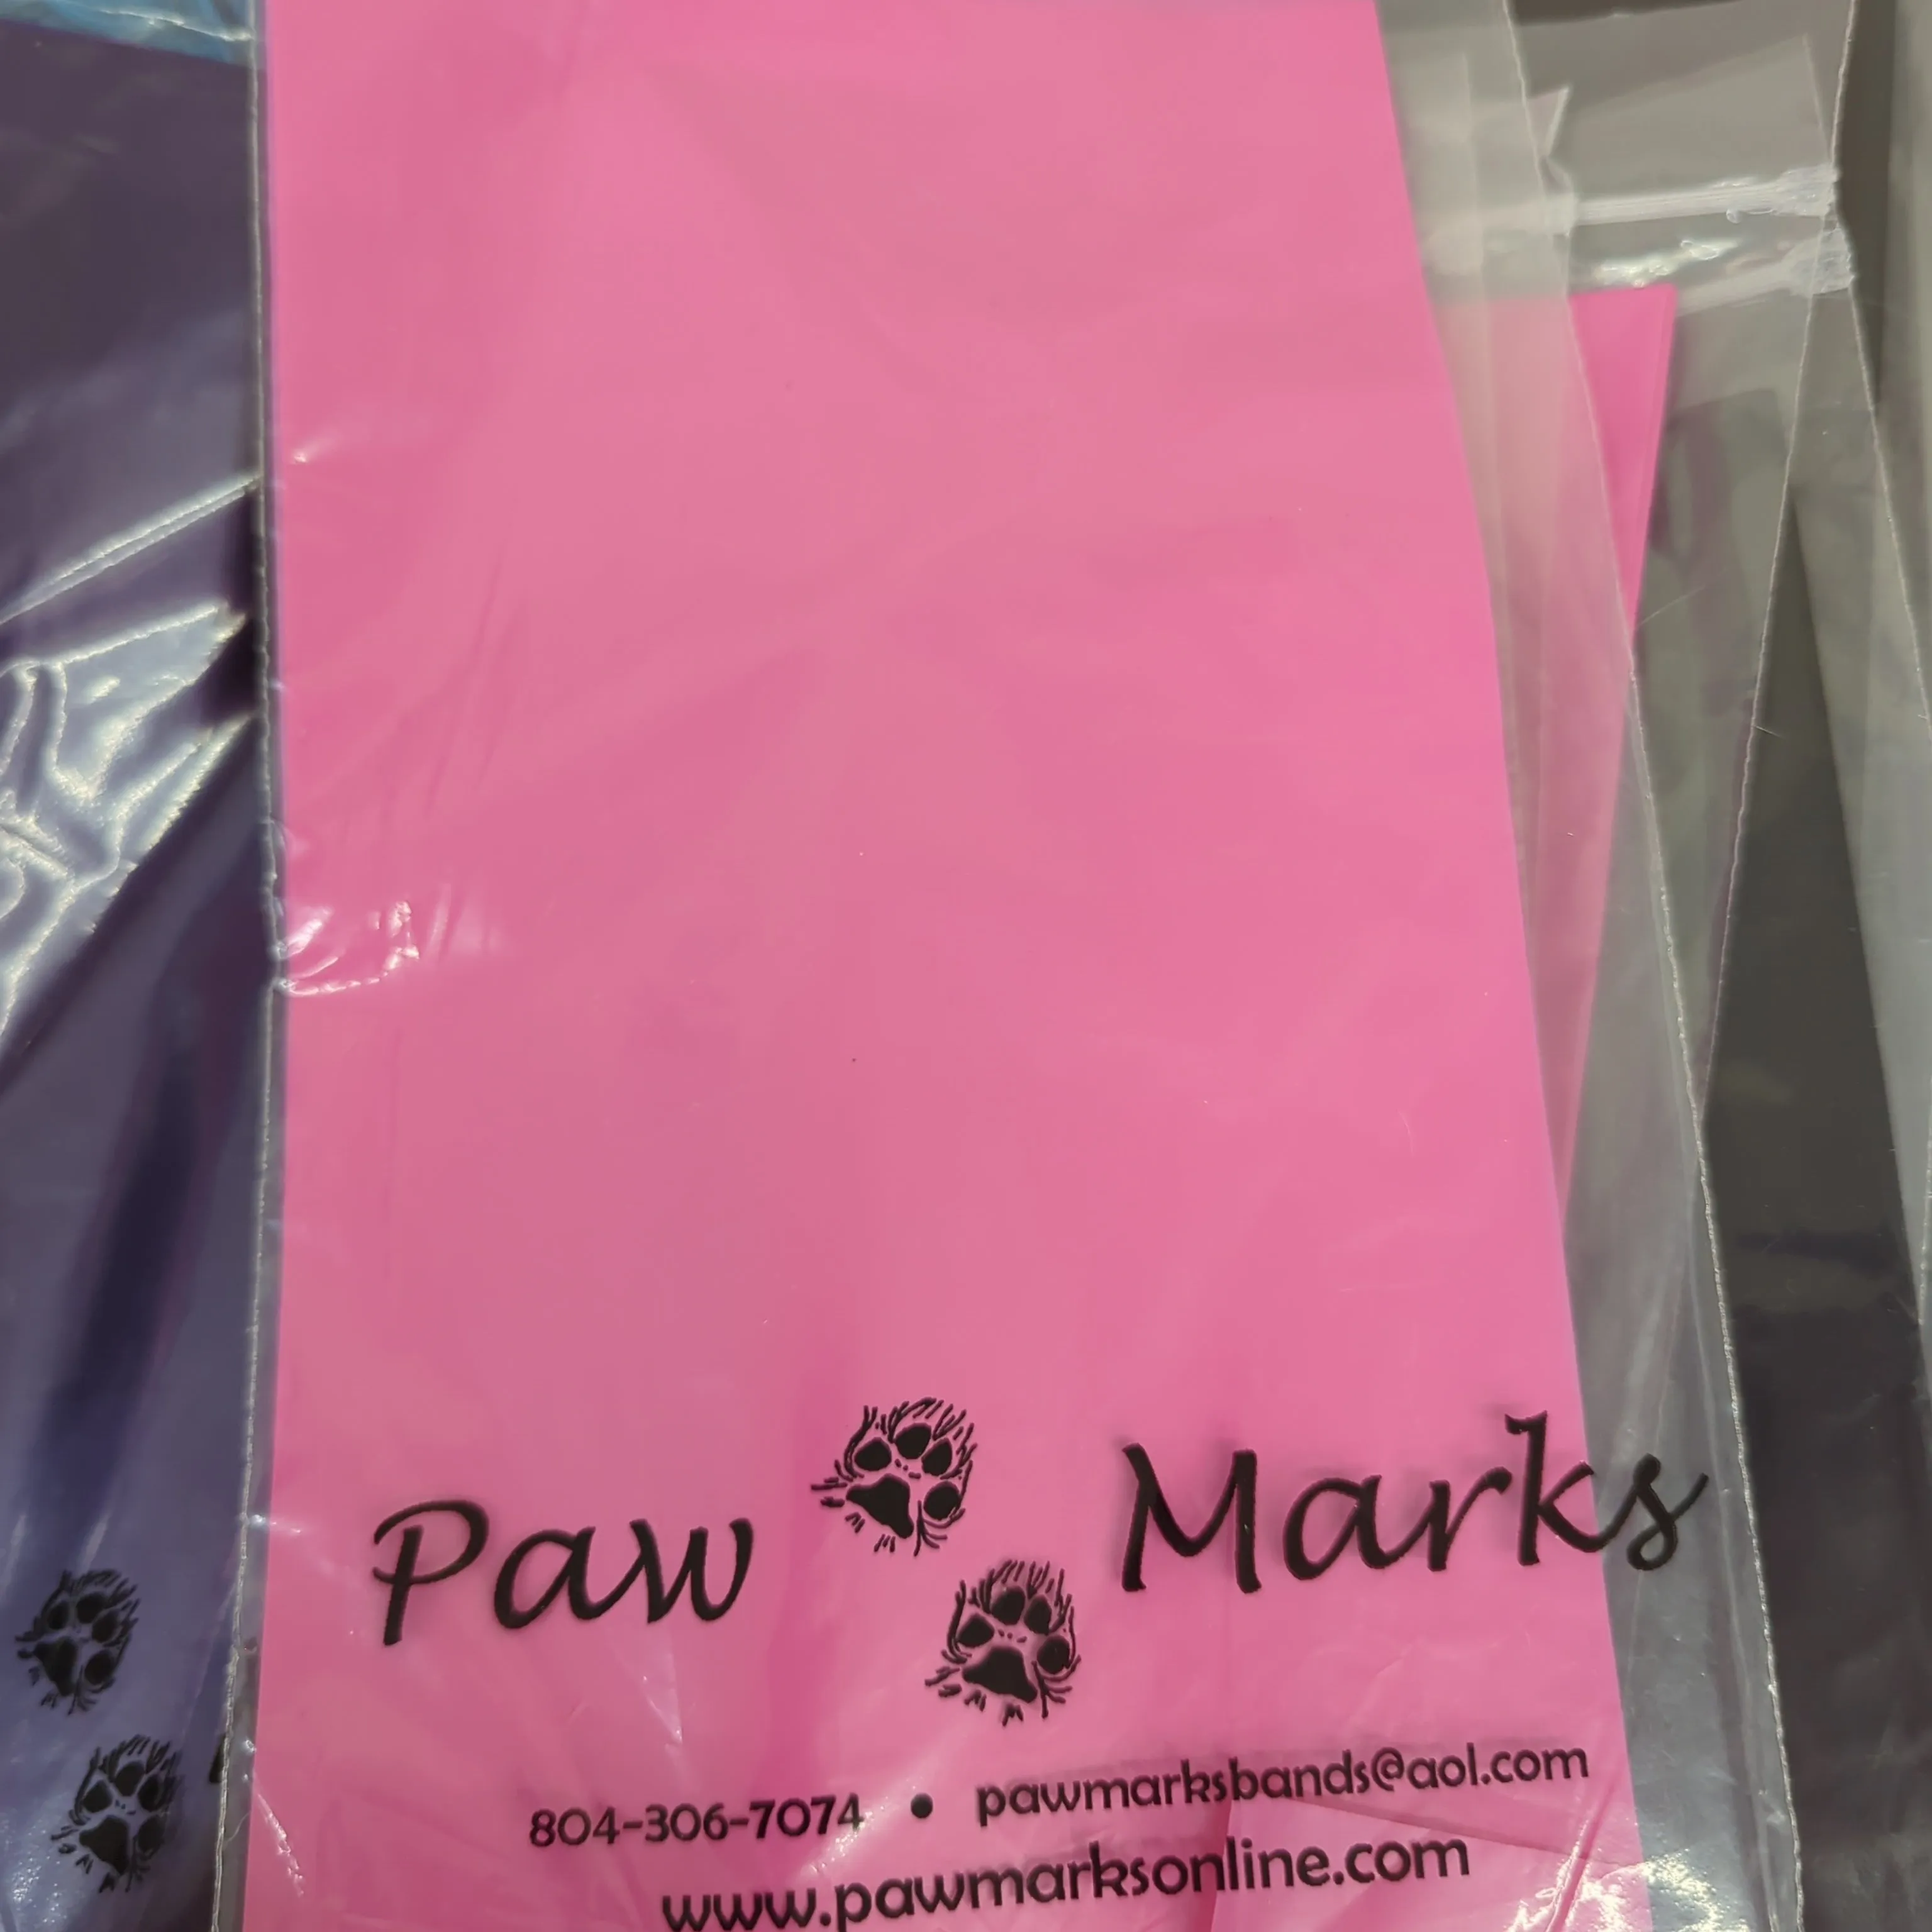 Paw Marks
804-306-7074 • pawmarksbands@aol.com
www.pawmarksonline.com